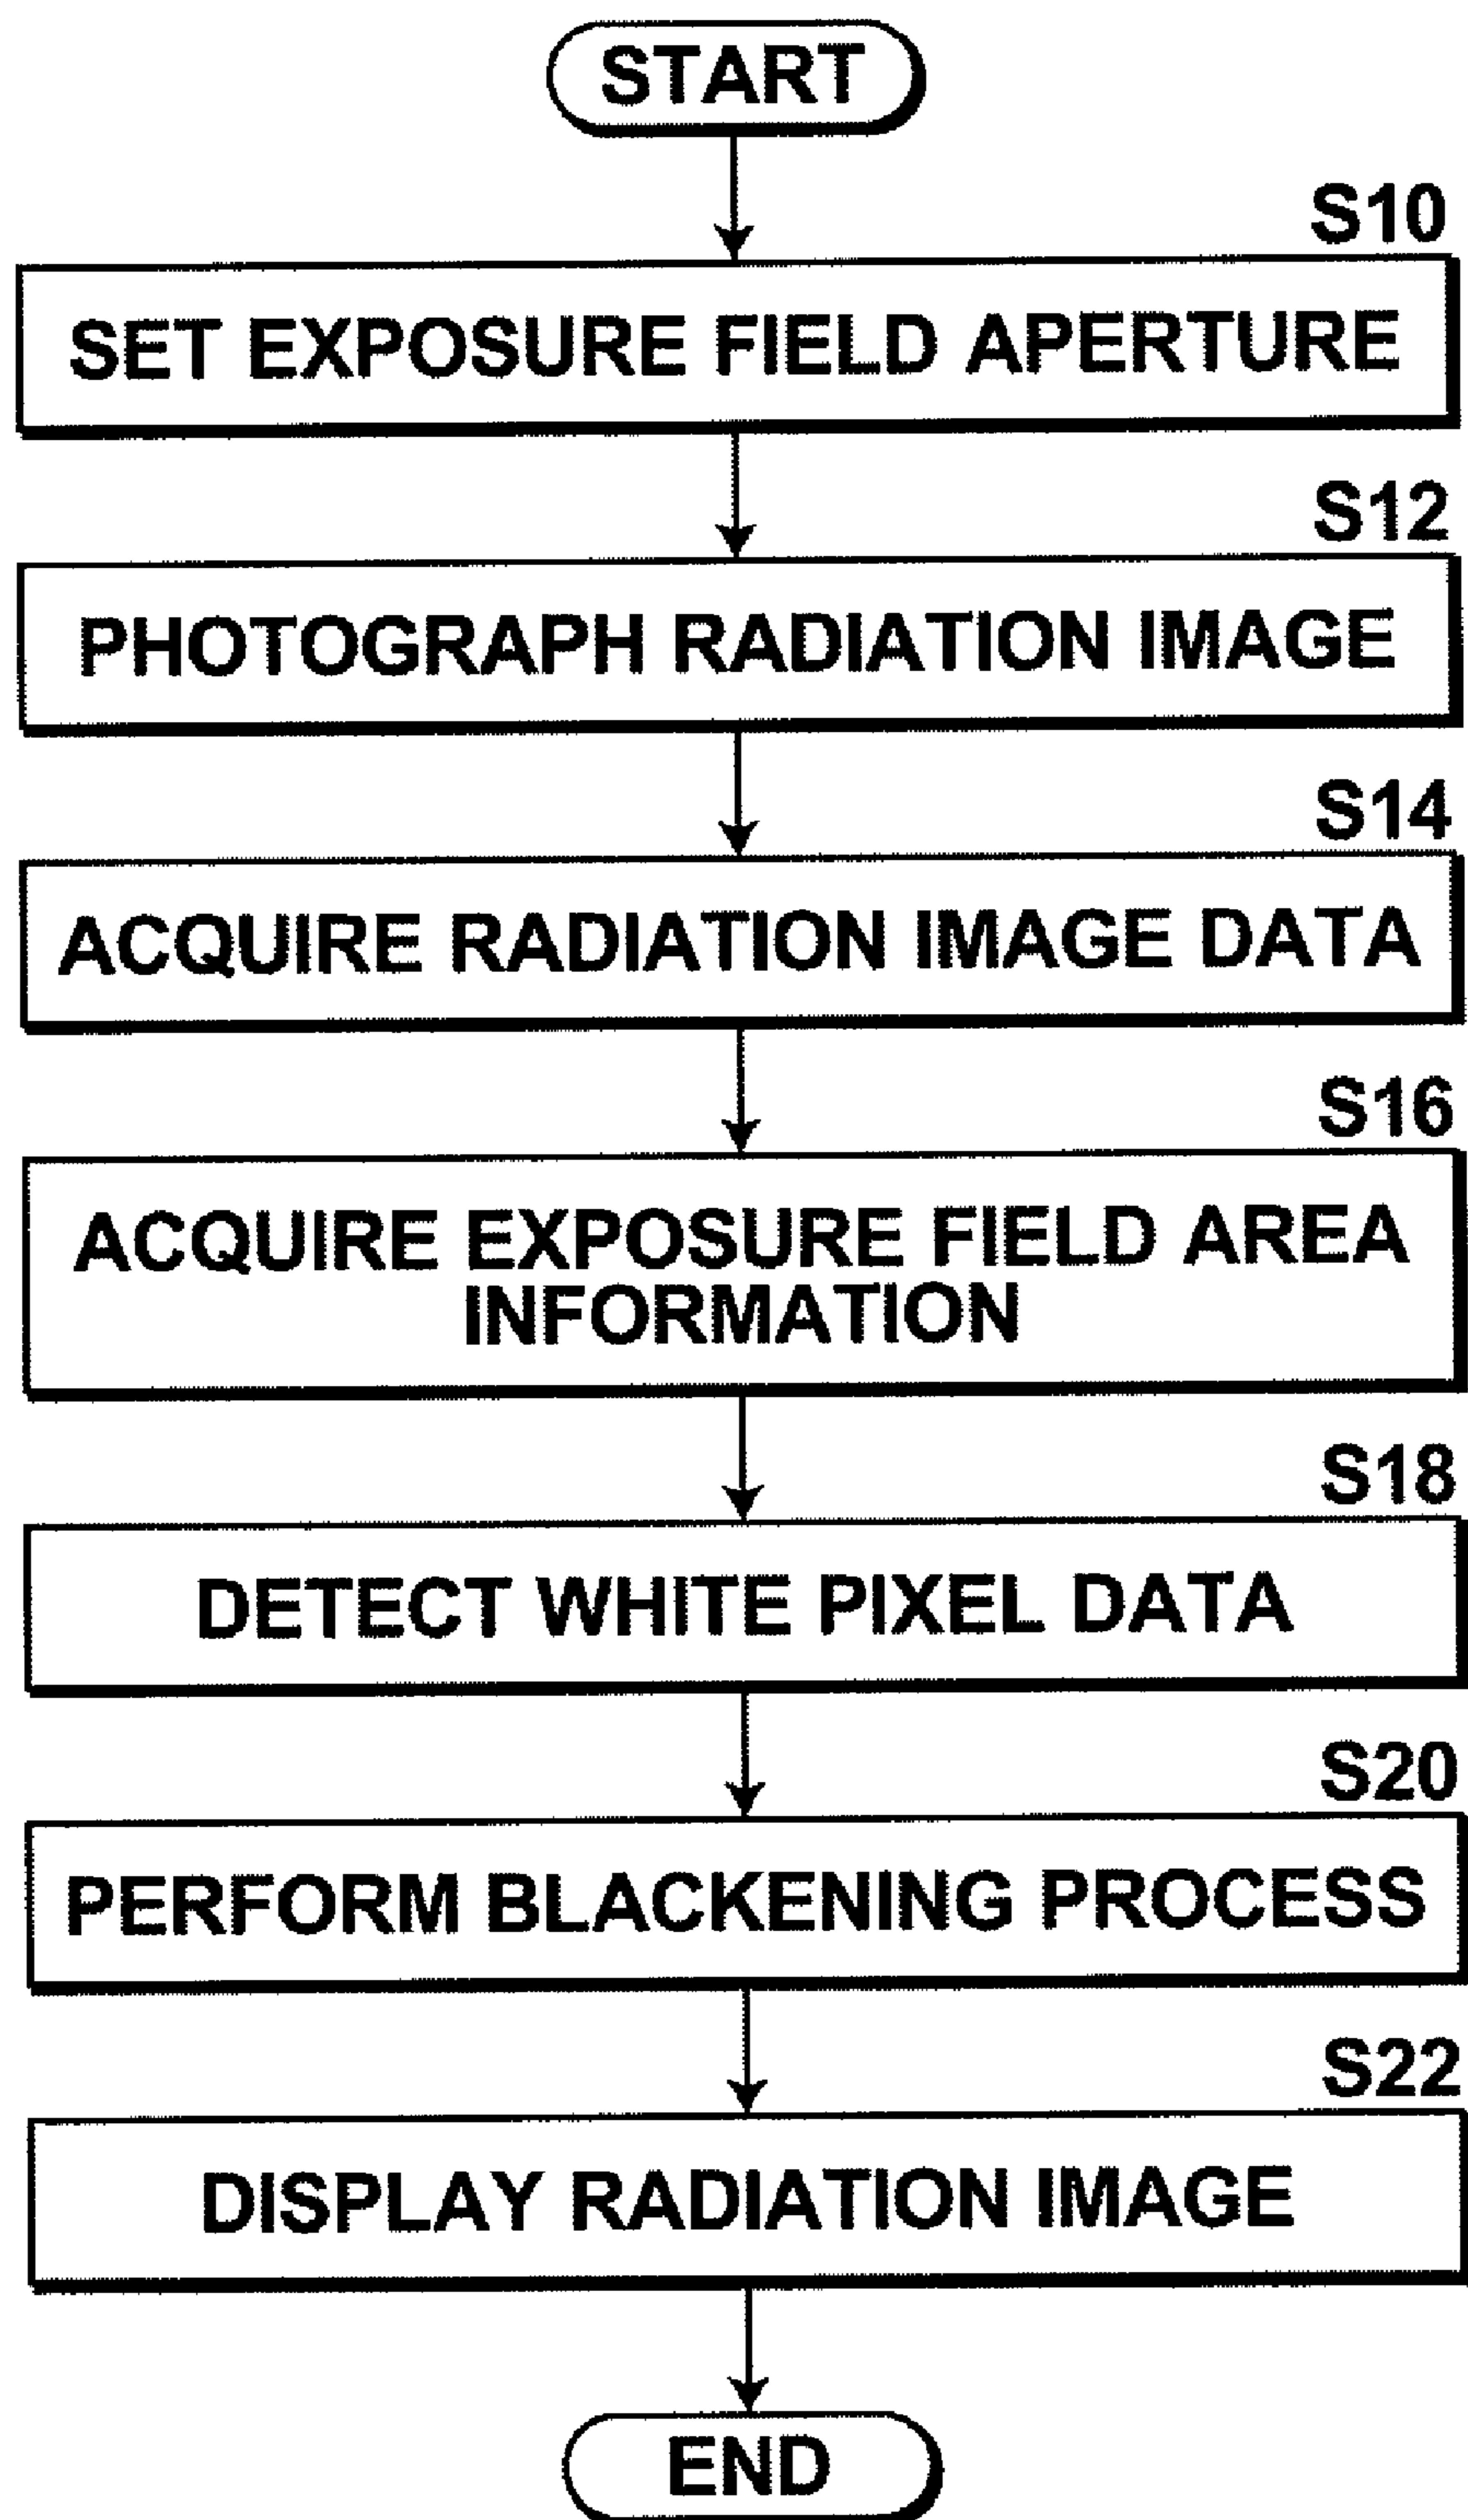 START
S10
SET EXPOSURE FIELD APERTURE
S12
PHOTOGRAPH RADIATION IMAGE
S14
ACQUIRE RADIATION IMAGE DATA
S16
ACQUIRE EXPOSURE FIELD AREA
INFORMATION
S18
DETECT WHITE PIXEL DATA
S20
PERFORM BLACKENING PROCESS
S22
DISPLAY RADIATION IMAGE
END